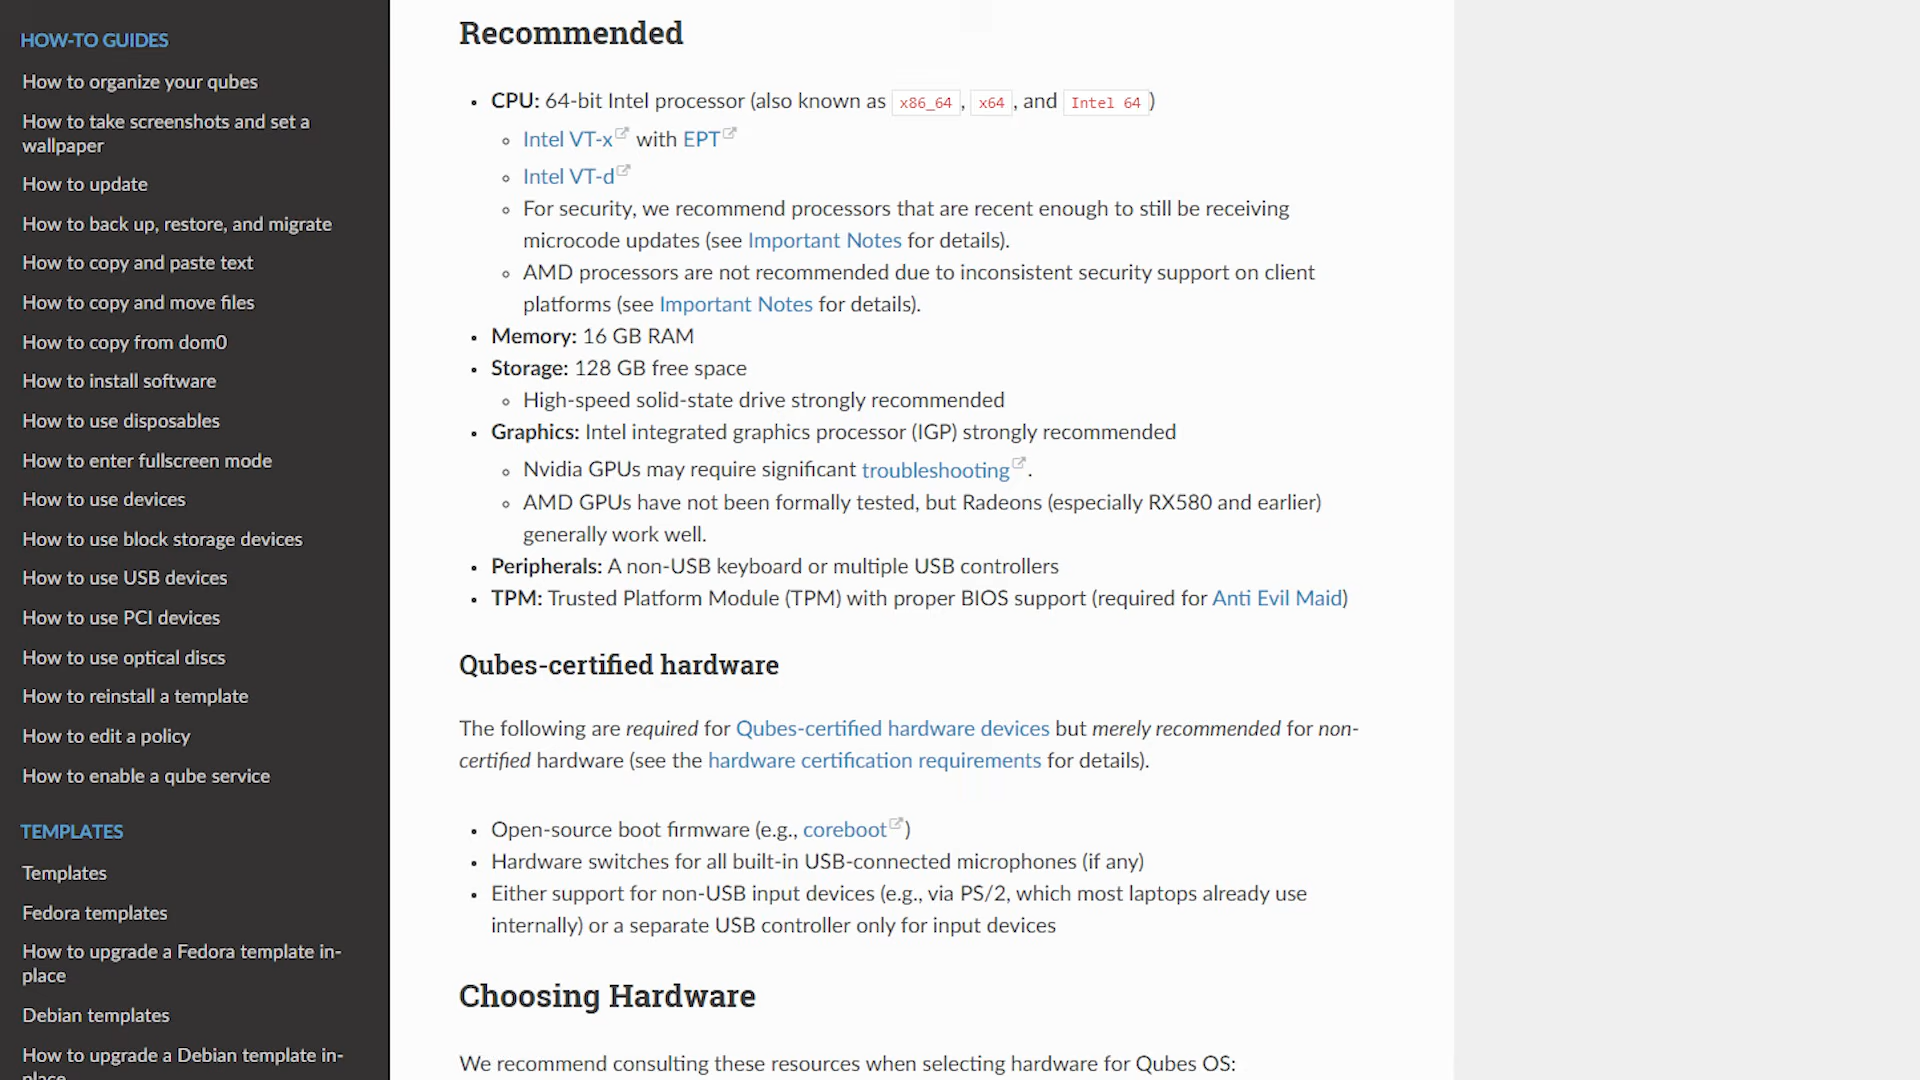 HOW-TO GUIDES
How to organize your qubes
How to take screenshots and set a
wallpaper
How to update
How to back up, restore, and migrate
How to copy and paste text
How to copy and move files
How to copy from dom0
How to install software
How to use disposables
How to enter fullscreen mode
How to use devices
How to use block storage devices
How to use USB devices
How to use PCI devices
How to use optical discs
How to reinstall a template
How to edit a policy
How to enable a qube service
TEMPLATES
Templates
Fedora templates
How to upgrade a Fedora template in-
place
Debian templates
How to upgrade a Debian template in-
place
Recommended
CPU: 64-bit Intel processor (also known as x86_64, x64, and Intel 64)
Intel VT-x with EPT
Intel VT-d
For security, we recommend processors that are recent enough to still be receiving
microcode updates (see Important Notes for details).
AMD processors are not recommended due to inconsistent security support on client
platforms (see Important Notes for details).
Memory: 16 GB RAM
Storage: 128 GB free space
High-speed solid-state drive strongly recommended
Graphics: Intel integrated graphics processor (IGP) strongly recommended
Nvidia GPUs may require significant troubleshooting.
AMD GPUs have not been formally tested, but Radeons (especially RX580 and earlier)
generally work well.
Peripherals: A non-USB keyboard or multiple USB controllers
TPM: Trusted Platform Module (TPM) with proper BIOS support (required for Anti Evil Maid)
Qubes-certified hardware
The following are required for Qubes-certified hardware devices but merely recommended for non-
certified hardware (see the hardware certification requirements for details).
Open-source boot firmware (e.g., coreboot)
Hardware switches for all built-in USB-connected microphones (if any)
Either support for non-USB input devices (e.g., via PS/2, which most laptops already use
internally) or a separate USB controller only for input devices
Choosing Hardware
We recommend consulting these resources when selecting hardware for Qubes OS: